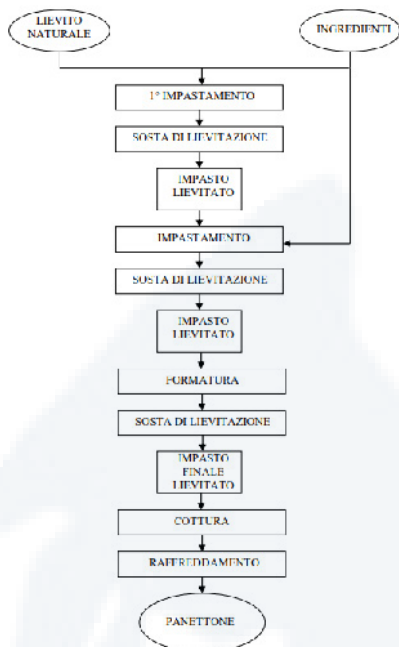 LIEVITO
NATURALE
INGREDIENTI
1° IMPASTAMENTO
SOSTA DI LIEVITAZIONE
IMPASTO
LIEVITATO
IMPASTAMENTO
SOSTA DI LIEVITAZIONE
IMPASTO
LIEVITATO
FORMATURA
SOSTA DI LIEVITAZIONE
IMPASTO
FINALE
LIEVITATO
COTTURA
RAFFREDDAMENTO
PANETTONE